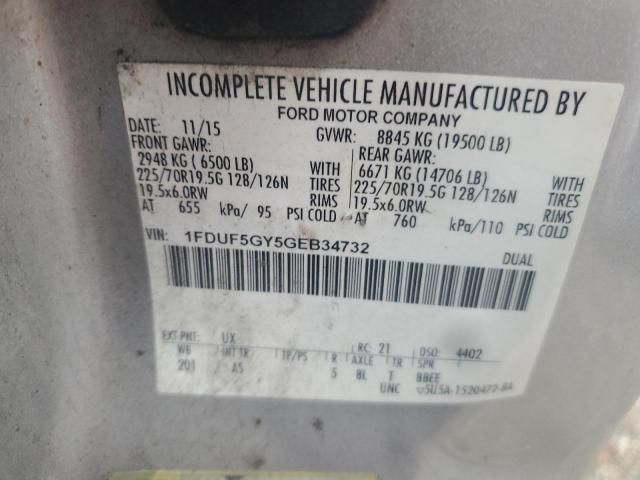 INCOMPLETE VEHICLE MANUFACTURED BY
FORD MOTOR COMPANY
DATE: 11/15 GVWR: 8845 KG (19500 LB)
FRONT GAWR: REAR GAWR:
2948 KG ( 6500 LB) WITH 6671 KG (14706 LB) WITH
225/70R19.5G 128/126N TIRES 225/70R19.5G 128/126N TIRES
19.5x6.0RW RIMS 19.5x6.0RW RIMS
AT 655 kPa/ 95 PSI COLD AT 760 kPa/110 PSI COLD
VIN: 1FDUF5GY5GEB34732
DUAL
EXT PNT: UX RC: 21 DSO: 4402
WB INT TR TP/PS R AXLE TR SPR
201 AS 5 8L T BBEE
UNC